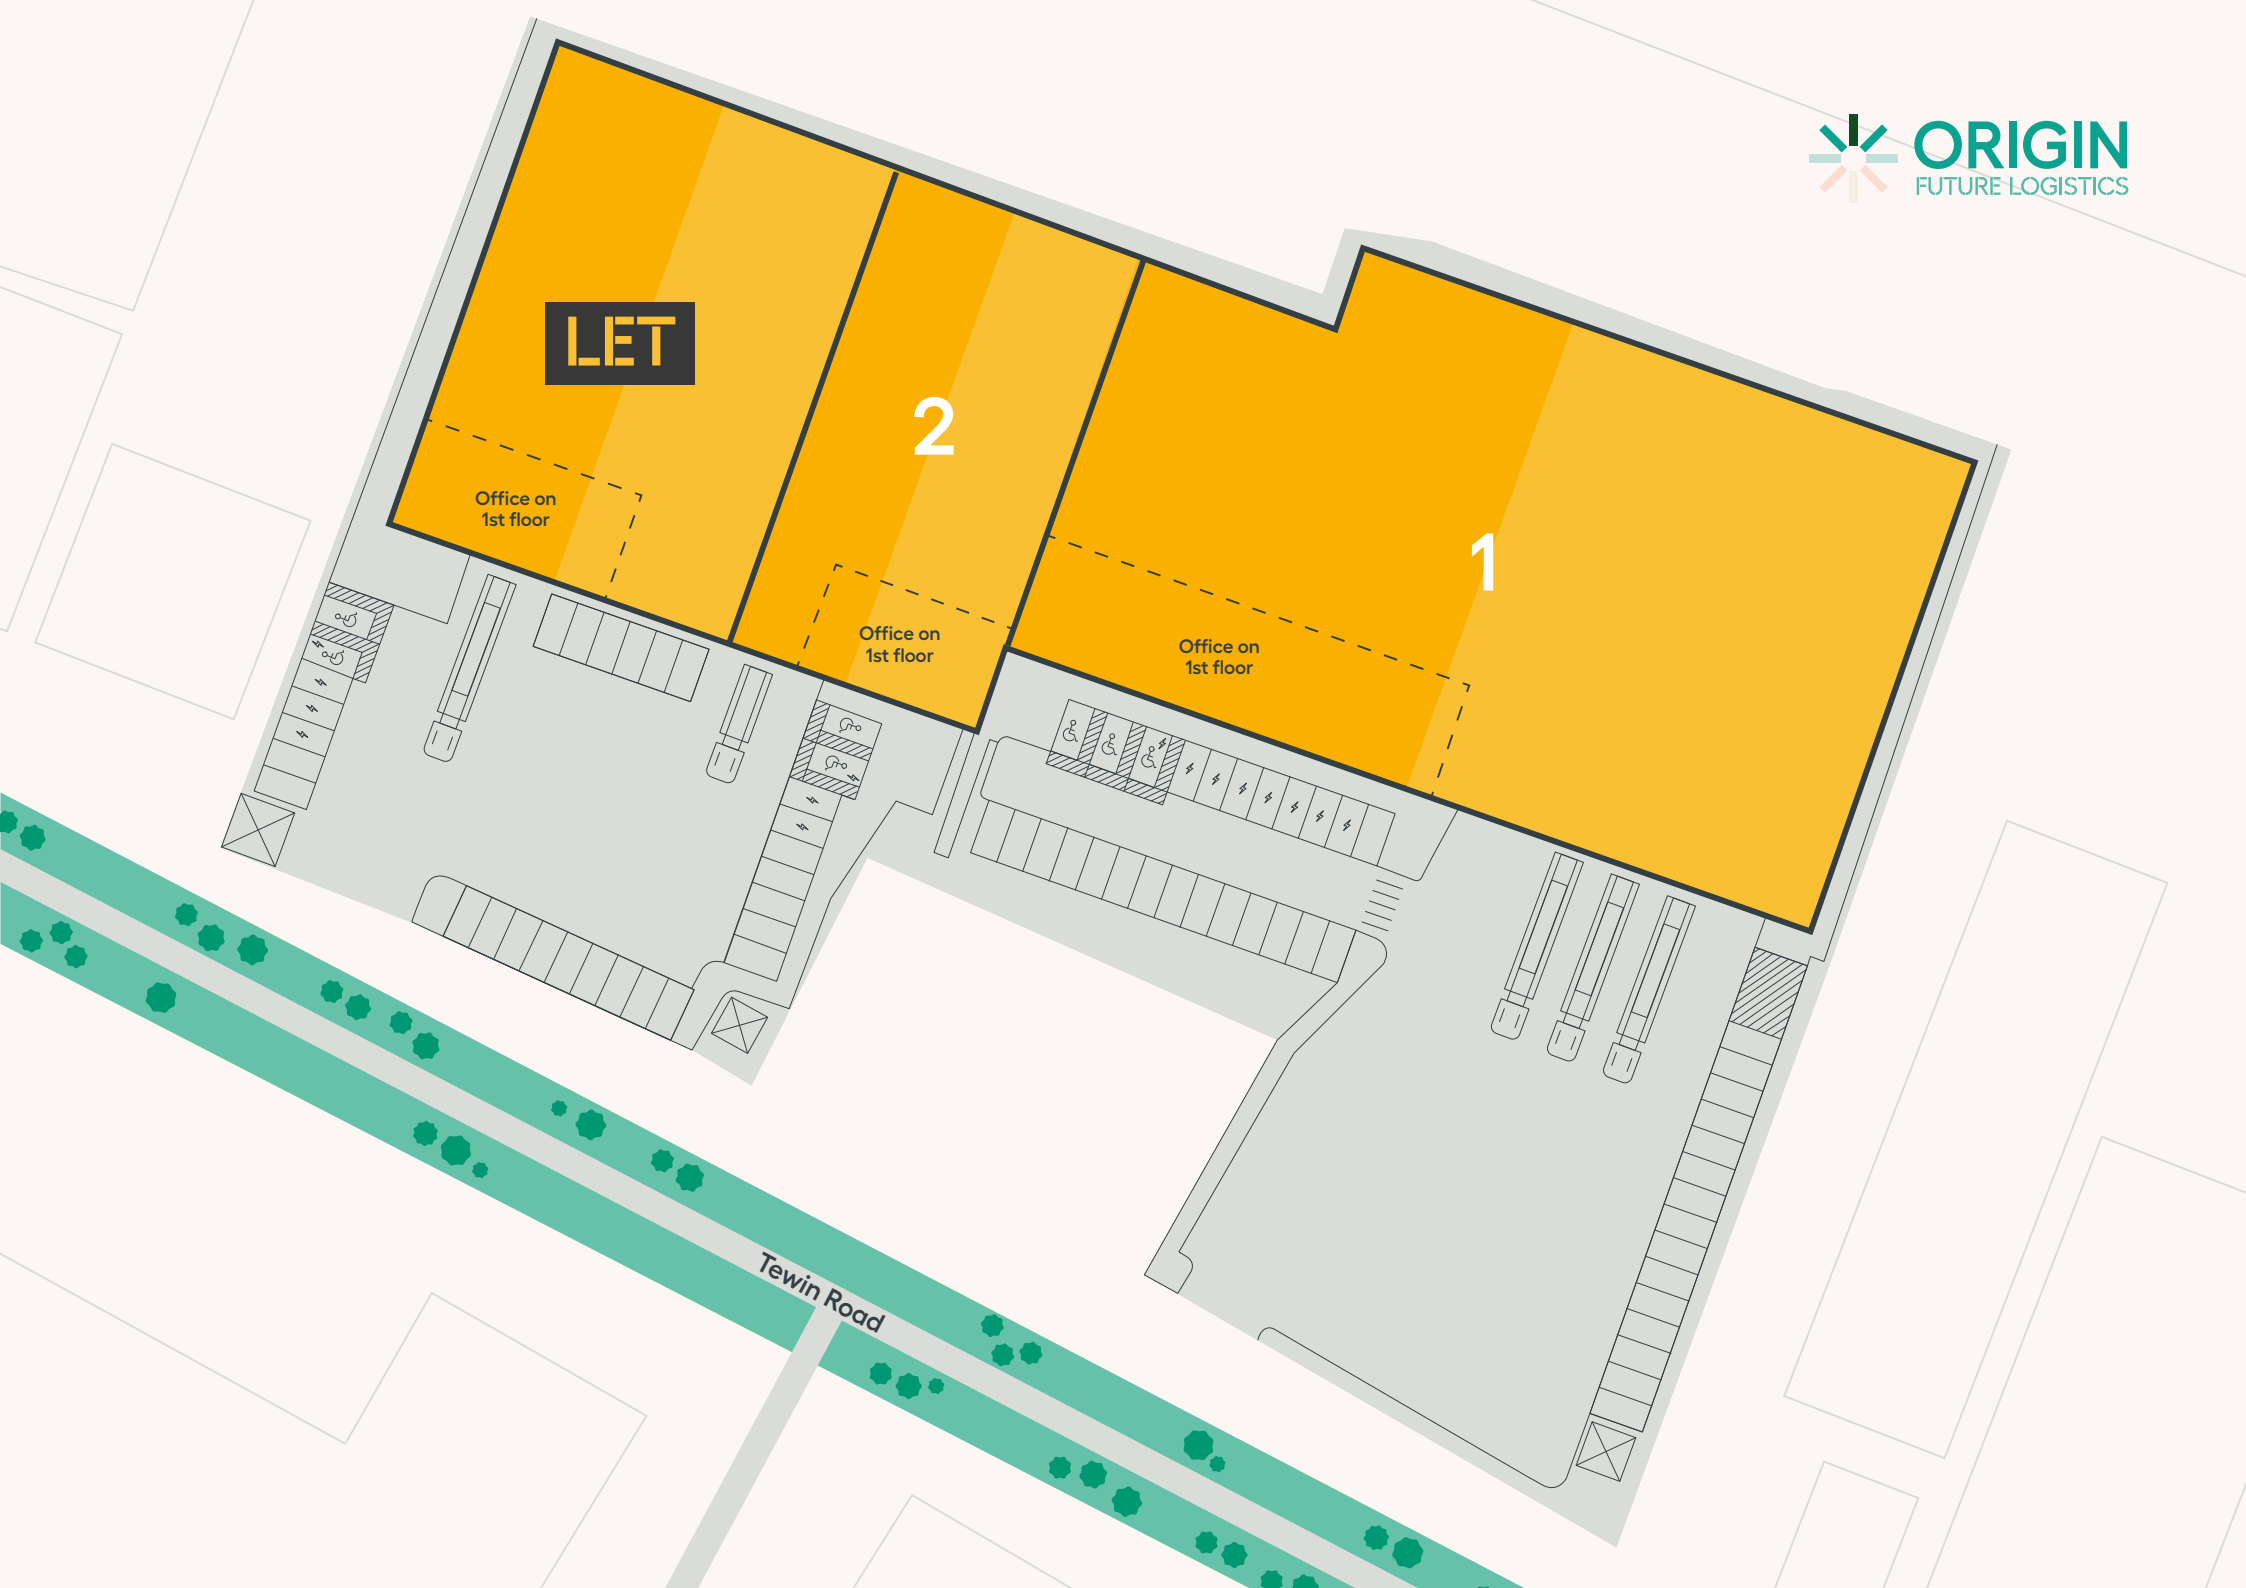 ORIGIN
FUTURE LOGISTICS
LET
2
1
Office on
1st floor
Office on
1st floor
Office on
1st floor
Tewin Road